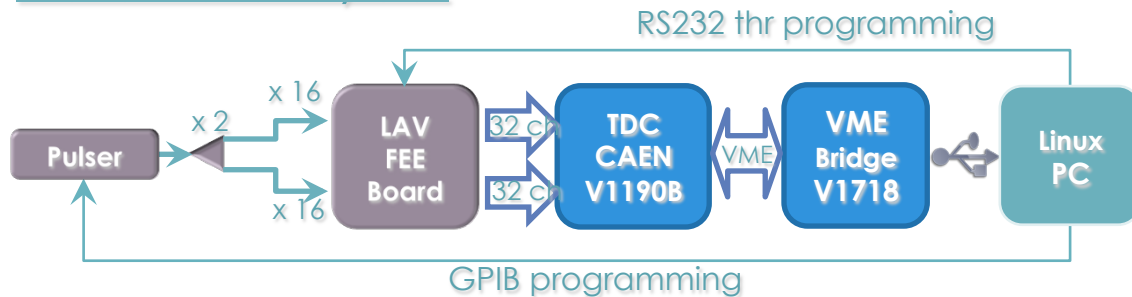 RS232 thr programming
x 16
x 2
Pulser
x 16
LAV
FEE
Board
32 ch
32 ch
TDC
CAEN
V1190B
VME
VME
Bridge
V1718
Linux
PC
GPIB programming